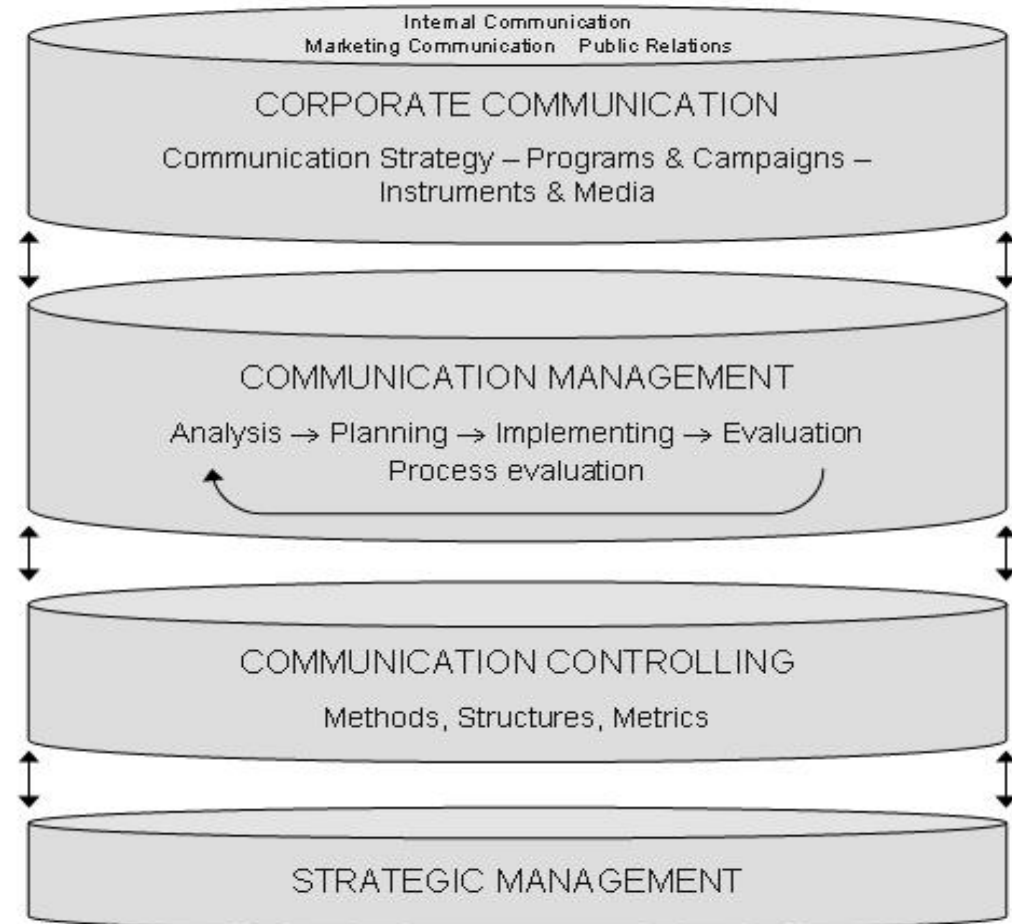 Internal Communication
Marketing Communication Public Relations
CORPORATE COMMUNICATION
Communication Strategy – Programs & Campaigns –
Instruments & Media
COMMUNICATION MANAGEMENT
Analysis → Planning → Implementing → Evaluation
Process evaluation
COMMUNICATION CONTROLLING
Methods, Structures, Metrics
STRATEGIC MANAGEMENT